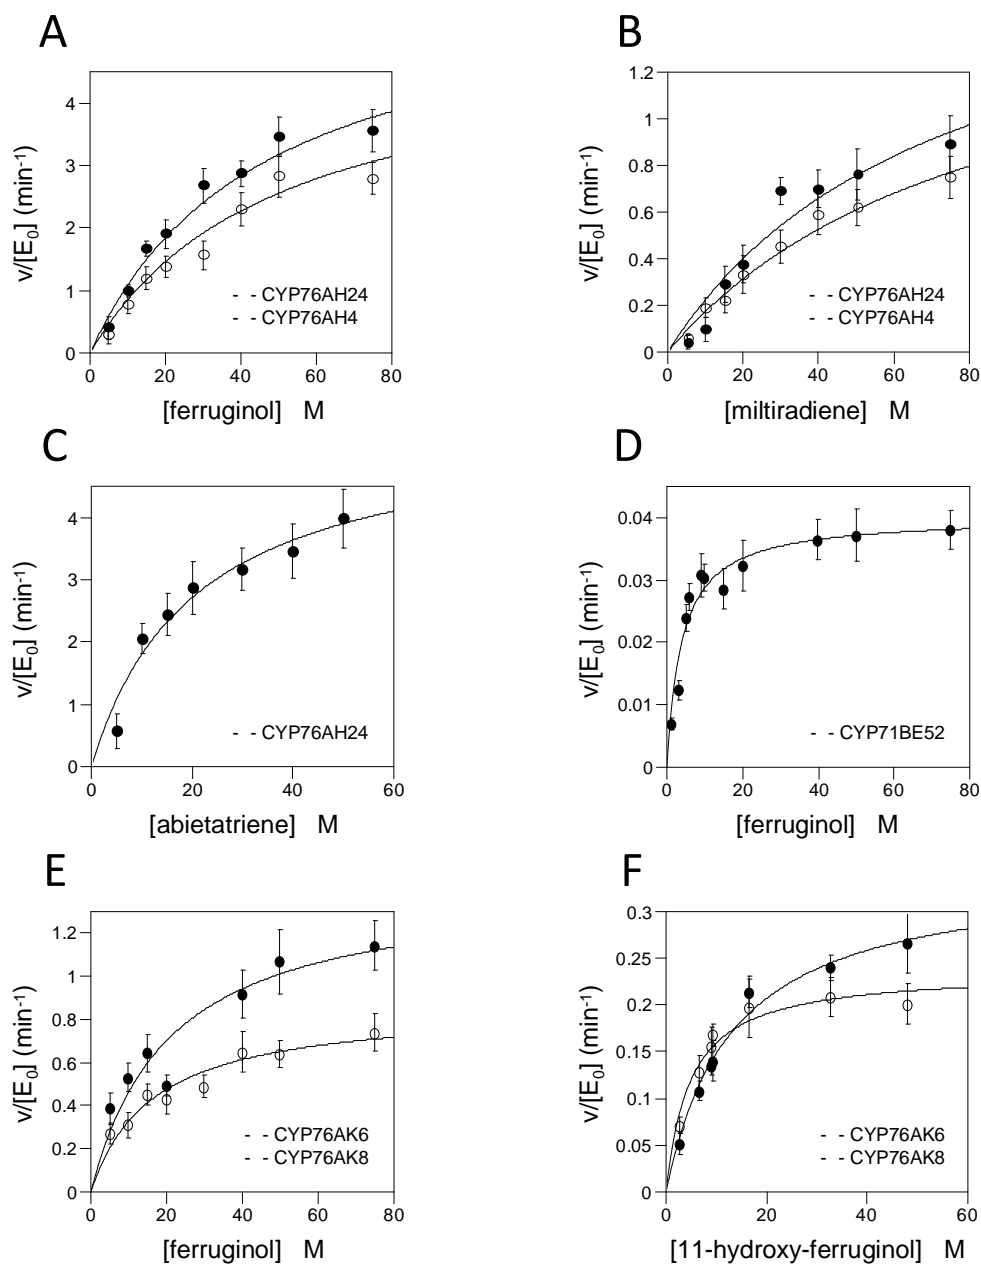 A
v/[E0] (min-1)
4
3
2
1
0
0 20 40 60 80
- - CYP76AH24
- - CYP76AH4
[ferruginol] M
B
v/[E0] (min-1)
1.2
1
0.8
0.6
0.4
0.2
0
0 20 40 60 80
- - CYP76AH24
- - CYP76AH4
[miltiradiene] M
C
v/[E0] (min-1)
4
3
2
1
0
0 20 40 60
- - CYP76AH24
[abietatriene] M
D
v/[E0] (min-1)
0.04
0.03
0.02
0.01
0
0 20 40 60 80
- - CYP71BE52
[ferruginol] M
E
v/[E0] (min-1)
1.2
1
0.8
0.6
0.4
0.2
0
0 20 40 60 80
- - CYP76AK6
- - CYP76AK8
[ferruginol] M
F
v/[E0] (min-1)
0.3
0.25
0.2
0.15
0.1
0.05
0
0 20 40 60
- - CYP76AK6
- - CYP76AK8
[11-hydroxy-ferruginol] M